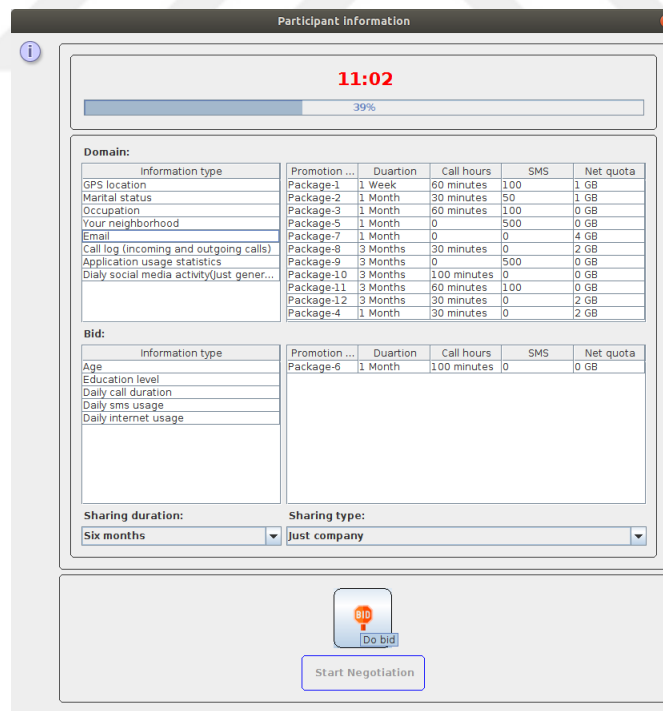 Participant Information
i
11:02
39%
Domain:
Information type
GPS location
Marital status
Occupation
Your neighborhood
Email
Call log (incoming and outgoing calls)
Application usage statistics
Dialy social media activity(Just gener...
Promotion ... Duartion Call hours SMS Net quota
Package-1 1 Week 60 minutes 100 1 GB
Package-2 1 Month 30 minutes 50 1 GB
Package-3 1 Month 60 minutes 100 0 GB
Package-5 1 Month 0 500 0 GB
Package-7 1 Month 0 0 4 GB
Package-8 3 Months 30 minutes 0 2 GB
Package-9 3 Months 0 500 0 GB
Package-10 3 Months 100 minutes 0 0 GB
Package-11 3 Months 60 minutes 100 0 GB
Package-12 3 Months 30 minutes 0 2 GB
Package-4 1 Month 30 minutes 0 2 GB
Bid:
Information type
Age
Education level
Daily call duration
Daily sms usage
Daily internet usage
Promotion ... Duartion Call hours SMS Net quota
Package-6 1 Month 100 minutes 0 0 GB
Sharing duration:
Six months
Sharing type:
Just company
BID
Do bid
Start Negotiation